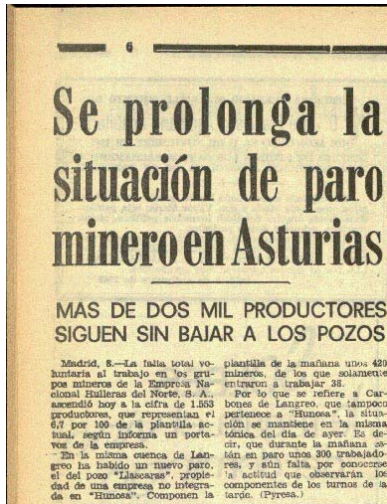 6
Se prolonga la
situación de paro
minero en Asturias
MAS DE DOS MIL PRODUCTORES
SIGUEN SIN BAJAR A LOS POZOS
Madrid, 8.—La falta total vo-
luntaria al trabajo en los gru-
pos mineros de la Empresa Na-
cional Hulleras del Norte, S. A.,
ascendió hoy a la cifra de 1.553
productores, que representan el
6,7 por 100 de la plantilla ac-
tual, según informa un porta-
voz de la empresa.
En la misma cuenca de Lan-
greo ha habido un nuevo paro,
el del pozo "Llascaras", propie-
dad de una empresa no integra-
da en "Hunosa". Componen la
plantilla de la mañana unos 420
mineros, de los que solamente
entraron a trabajar 38.
Por lo que se refiere a Car-
bones de Langreo, que tampoco
pertenece a "Hunosa", la situa-
ción se mantiene en la misma
tónica del día de ayer. Es de-
cir, que durante la mañana es-
tán en paro unos 300 trabajado-
res, y aún falta por conocerse
la actitud que observarán los
componentes de los turnos de la
tarde. (Pyresa.)